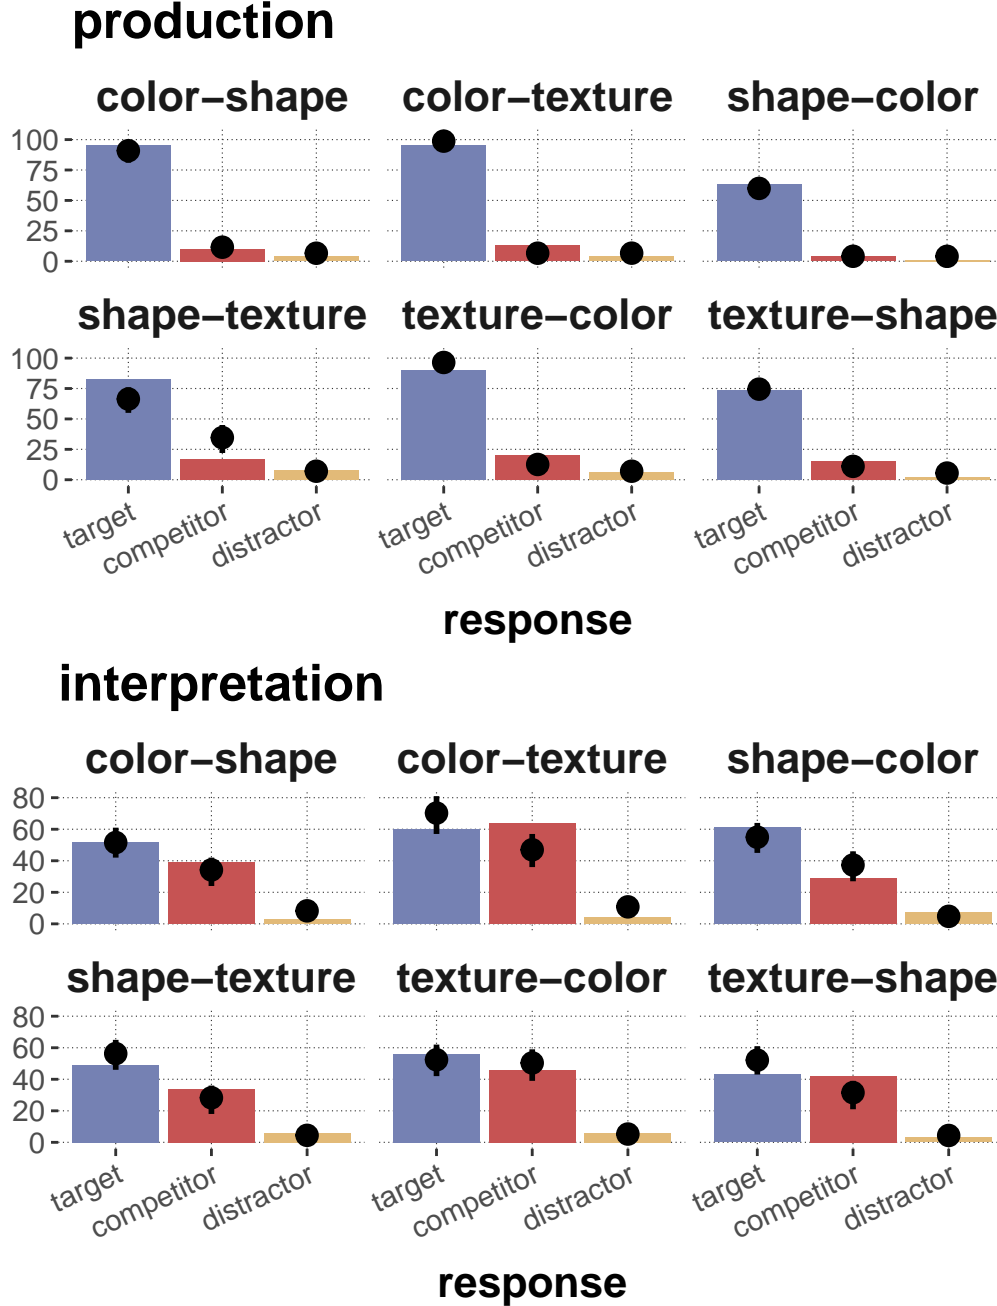 production
color–shape color–texture shape–color
100
75
50
25
0
shape–texture texture–color texture–shape
100
75
50
25
0
target competitor distractor target competitor distractor target competitor distractor
response
interpretation
color–shape color–texture shape–color
80
60
40
20
0
shape–texture texture–color texture–shape
80
60
40
20
0
target competitor distractor target competitor distractor target competitor distractor
response